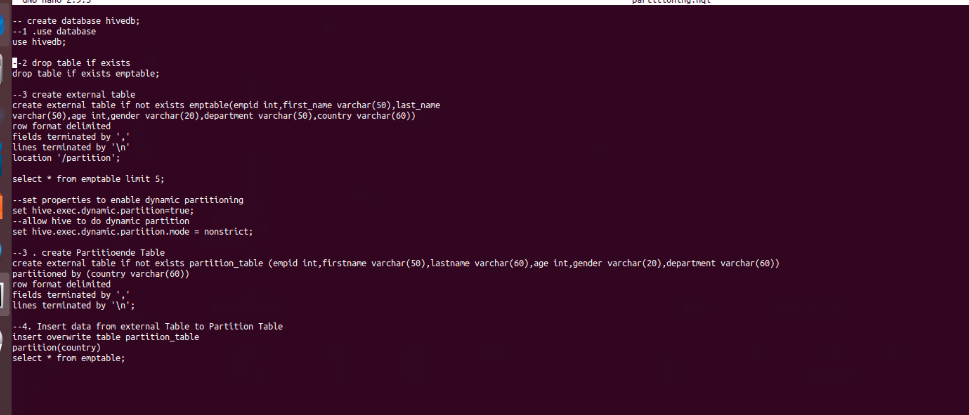 -- create database hivedb;
--1 .use database
use hivedb;
--2 drop table if exists
drop table if exists emptable;
--3 create external table
create external table if not exists emptable(empid int,first_name varchar(50),last_name
varchar(50),age int,gender varchar(20),department varchar(50),country varchar(60))
row format delimited
fields terminated by ','
lines terminated by '\n'
location '/partition';
select * from emptable limit 5;
--set properties to enable dynamic partitioning
set hive.exec.dynamic.partition=true;
--allow hive to do dynamic partition
set hive.exec.dynamic.partition.mode = nonstrict;
--3 . create Partitioende Table
create external table if not exists partition_table (empid int,firstname varchar(50),lastname varchar(60),age int,gender varchar(20),department varchar(60))
partitioned by (country varchar(60))
row format delimited
fields terminated by ','
lines terminated by '\n';
--4. Insert data from external Table to Partition Table
insert overwrite table partition_table
partition(country)
select * from emptable;